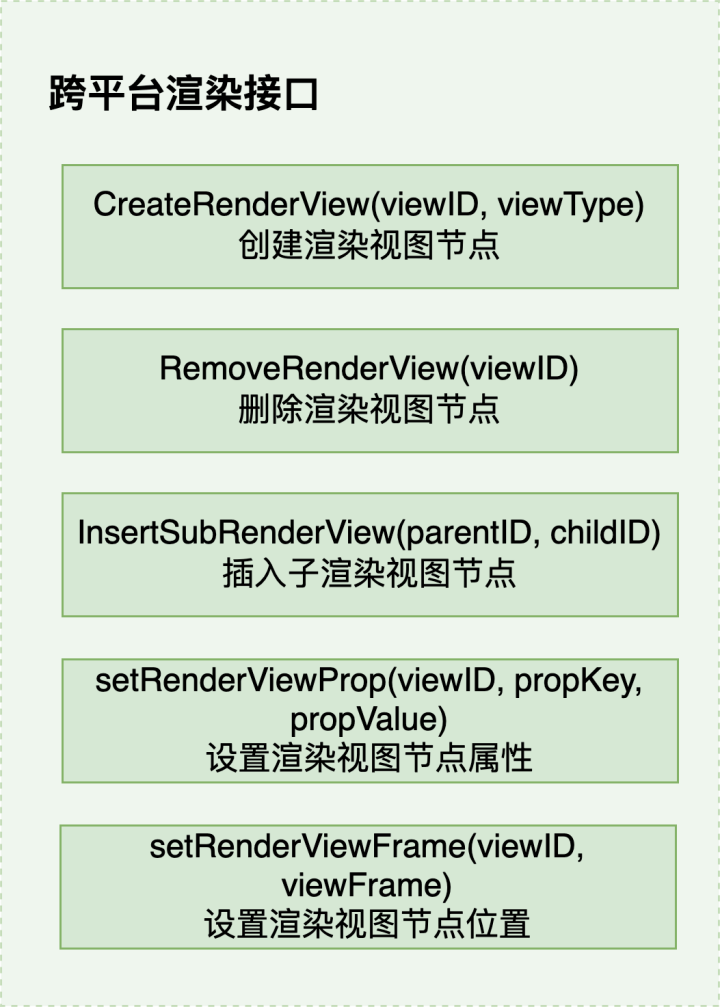 跨平台渲染接口
CreateRenderView(viewID, viewType)
创建渲染视图节点
RemoveRenderView(viewID)
删除渲染视图节点
InsertSubRenderView(parentID, childID)
插入子渲染视图节点
setRenderViewProp(viewID, propKey,
propValue)
设置渲染视图节点属性
setRenderViewFrame(viewID,
viewFrame)
设置渲染视图节点位置